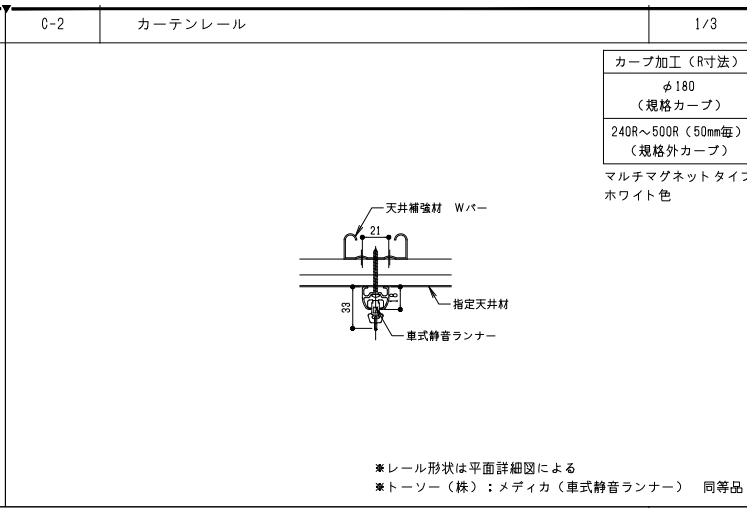 C-2
カーテンレール
1/3
カーブ加工（R寸法）
φ180
（規格カーブ）
240R～500R（50mm毎）
（規格外カーブ）
マルチマグネットタイプ
ホワイト色
天井補強材　Wバー
21
33
18
指定天井材
車式静音ランナー
※レール形状は平面詳細図による
※トーソー（株）：メディカ（車式静音ランナー）　同等品